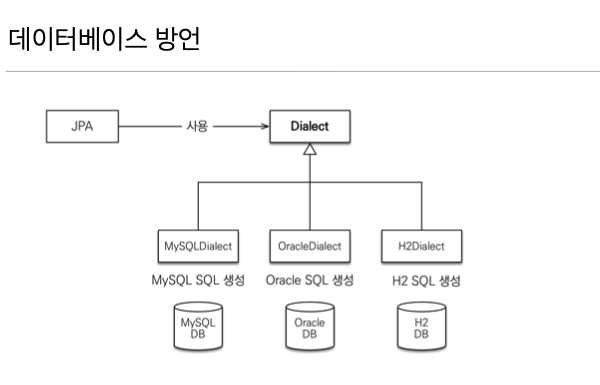 데이터베이스 방언
JPA
사용
Dialect
MySQLDialect
OracleDialect
H2Dialect
MySQL SQL 생성
Oracle SQL 생성
H2 SQL 생성
MySQL
DB
Oracle
DB
H2
DB